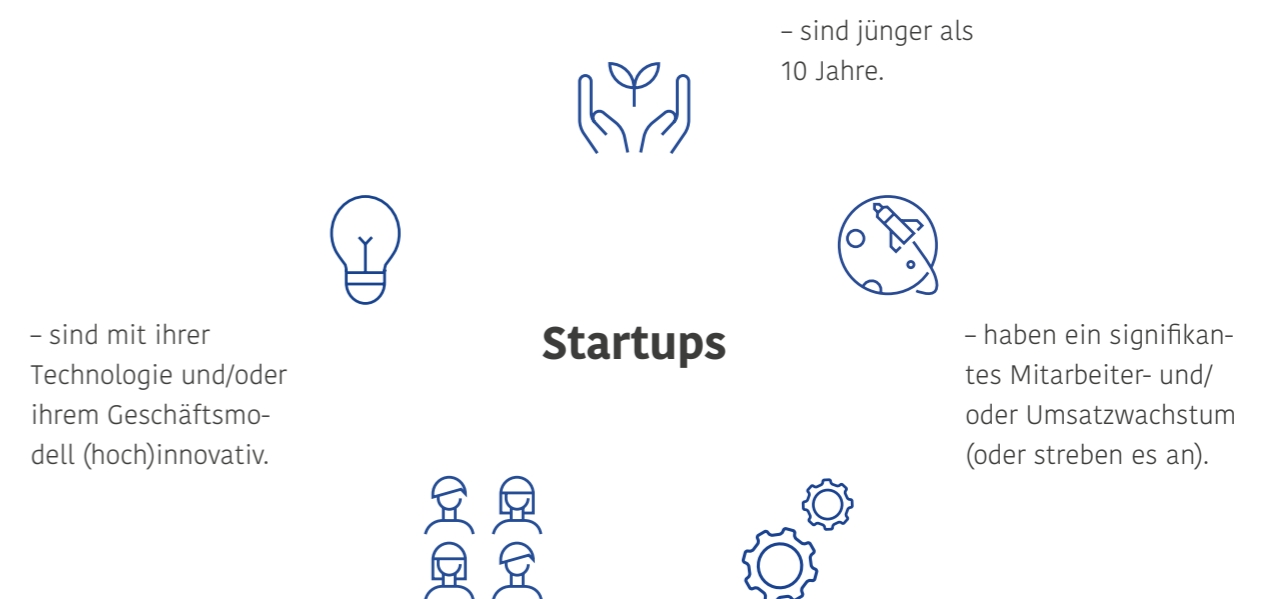 – sind jünger als
10 Jahre.
Startups
– sind mit ihrer
Technologie und/oder
ihrem Geschäftsmo-
dell (hoch)innovativ.
– haben ein signifikan-
tes Mitarbeiter- und/
oder Umsatzwachstum
(oder streben es an).